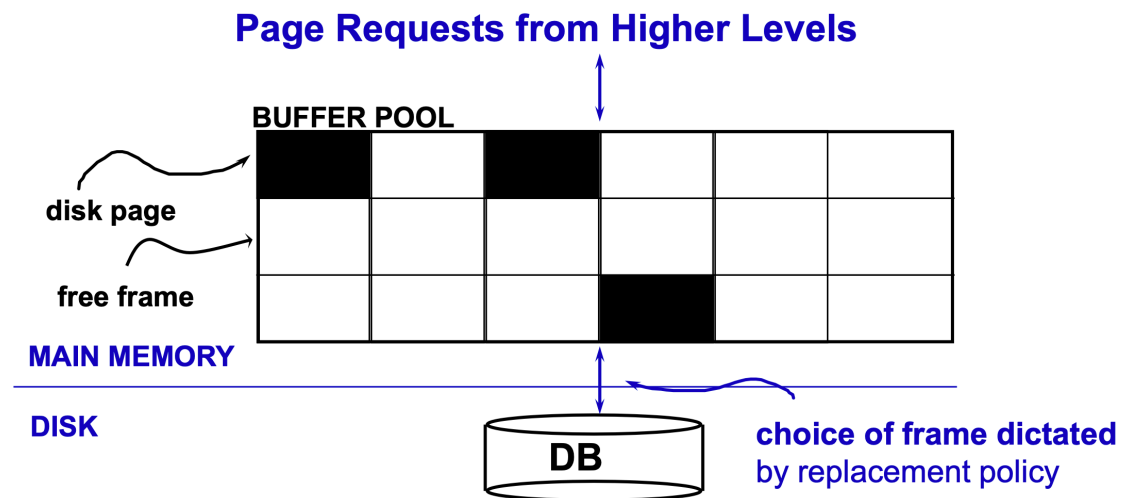 Page Requests from Higher Levels
BUFFER POOL
disk page
free frame
MAIN MEMORY
DISK
DB
choice of frame dictated
by replacement policy